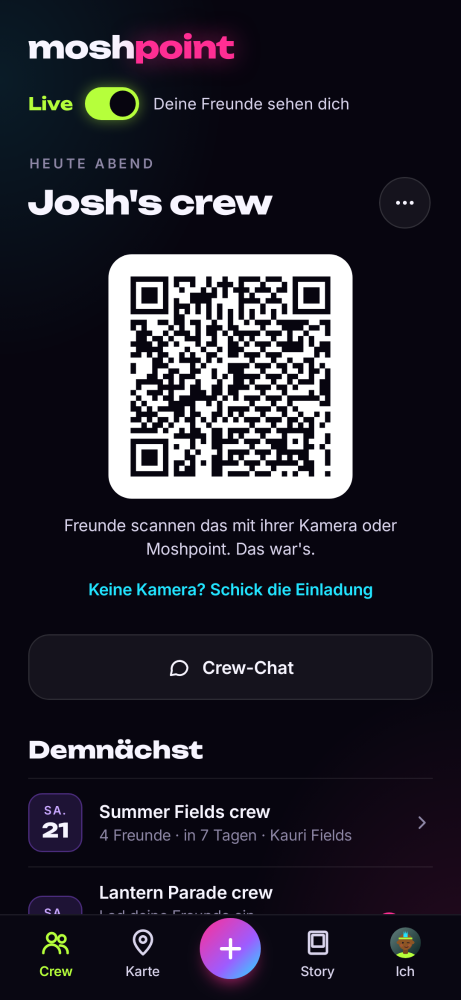 moshpoint
Live Deine Freunde sehen dich
HEUTE ABEND
Josh's crew
Freunde scannen das mit ihrer Kamera oder
Moshpoint. Das war's.
Keine Kamera? Schick die Einladung
Crew-Chat
Demnächst
SA.
21
Summer Fields crew
4 Freunde · in 7 Tagen · Kauri Fields
SA.
Lantern Parade crew
Crew
Karte
Story
Ich